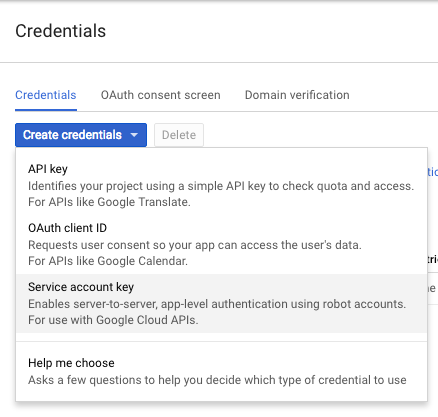 Credentials
Credentials OAuth consent screen Domain verification
Create credentials Delete
API key
Identifies your project using a simple API key to check quota and access.
For APIs like Google Translate.
OAuth client ID
Requests user consent so your app can access the user's data.
For APIs like Google Calendar.
Service account key
Enables server-to-server, app-level authentication using robot accounts.
For use with Google Cloud APIs.
Help me choose
Asks a few questions to help you decide which type of credential to use